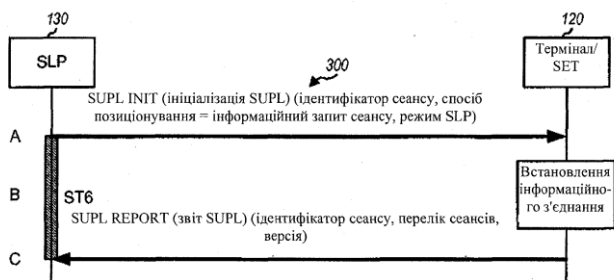 130
120
SLP
Термінал/
SET
300
SUPL INIT (ініціалізація SUPL) (ідентифікатор сеансу, спосіб
позиціонування = інформаційний запит сеансу, режим SLP)
A
B
ST6
Встановлення
інформаційно-
го з'єднання
SUPL REPORT (звіт SUPL) (ідентифікатор сеансу, перелік сеансів,
версія)
C